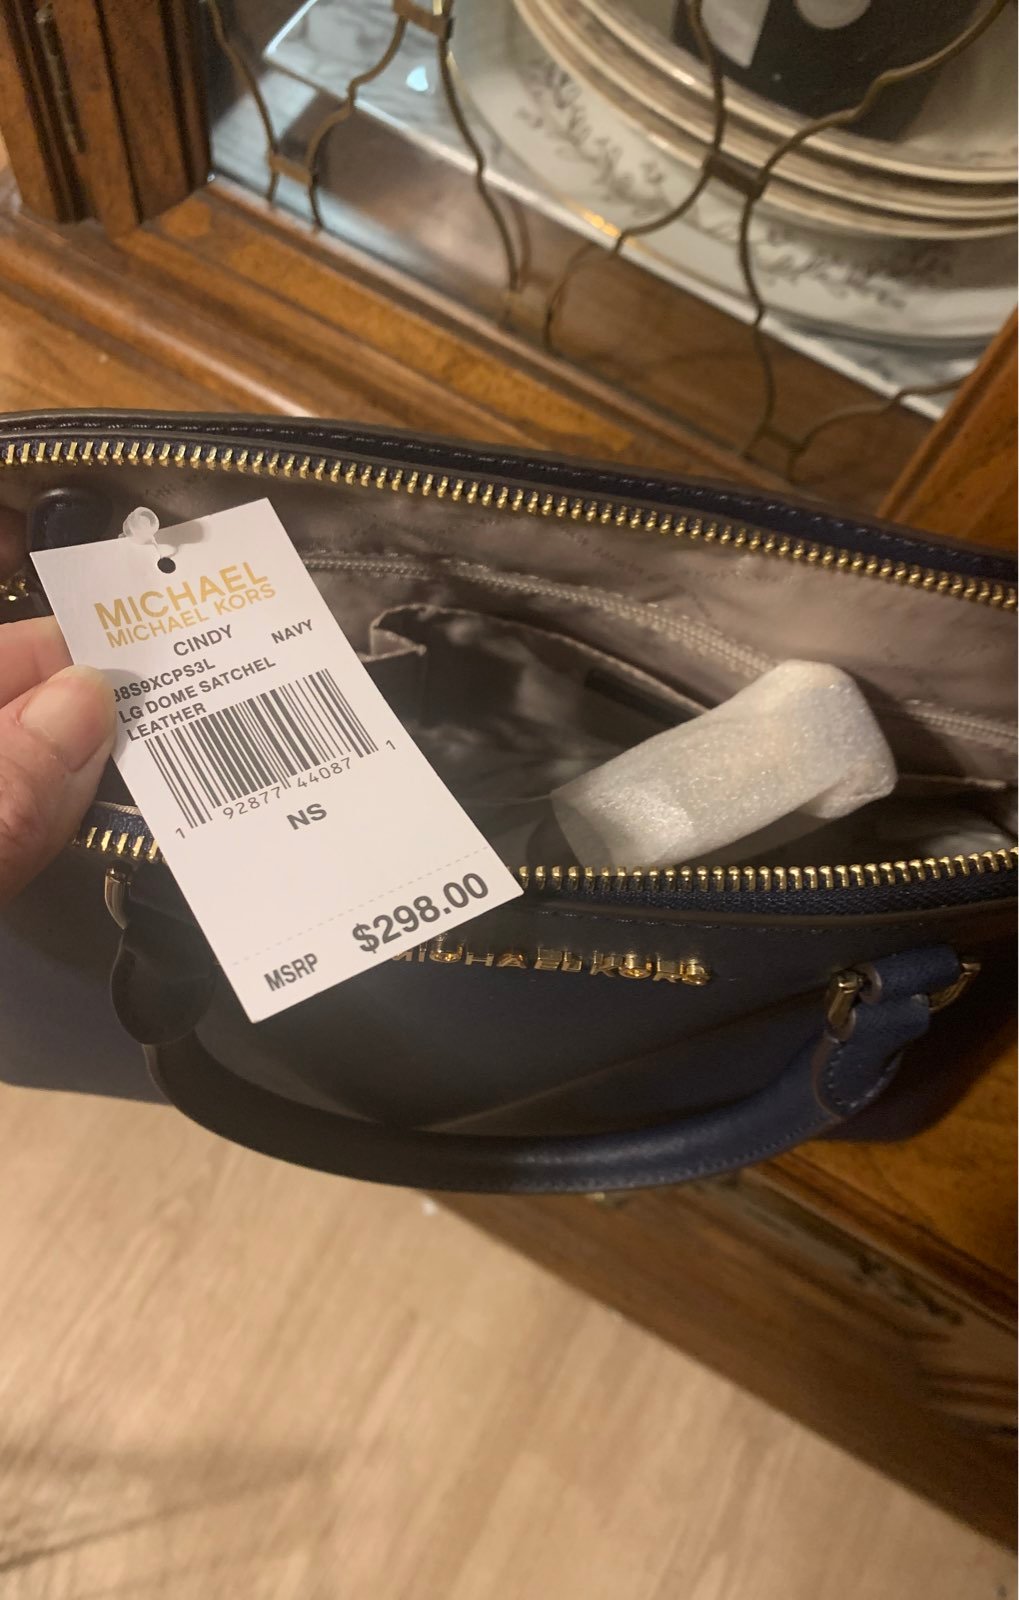 MICHAEL
MICHAEL KORS
CINDY NAVY
38S9XCPS3L
LG DOME SATCHEL
LEATHER
1 92877 44087 1
NS
MSRP $298.00
MICHAEL KORS